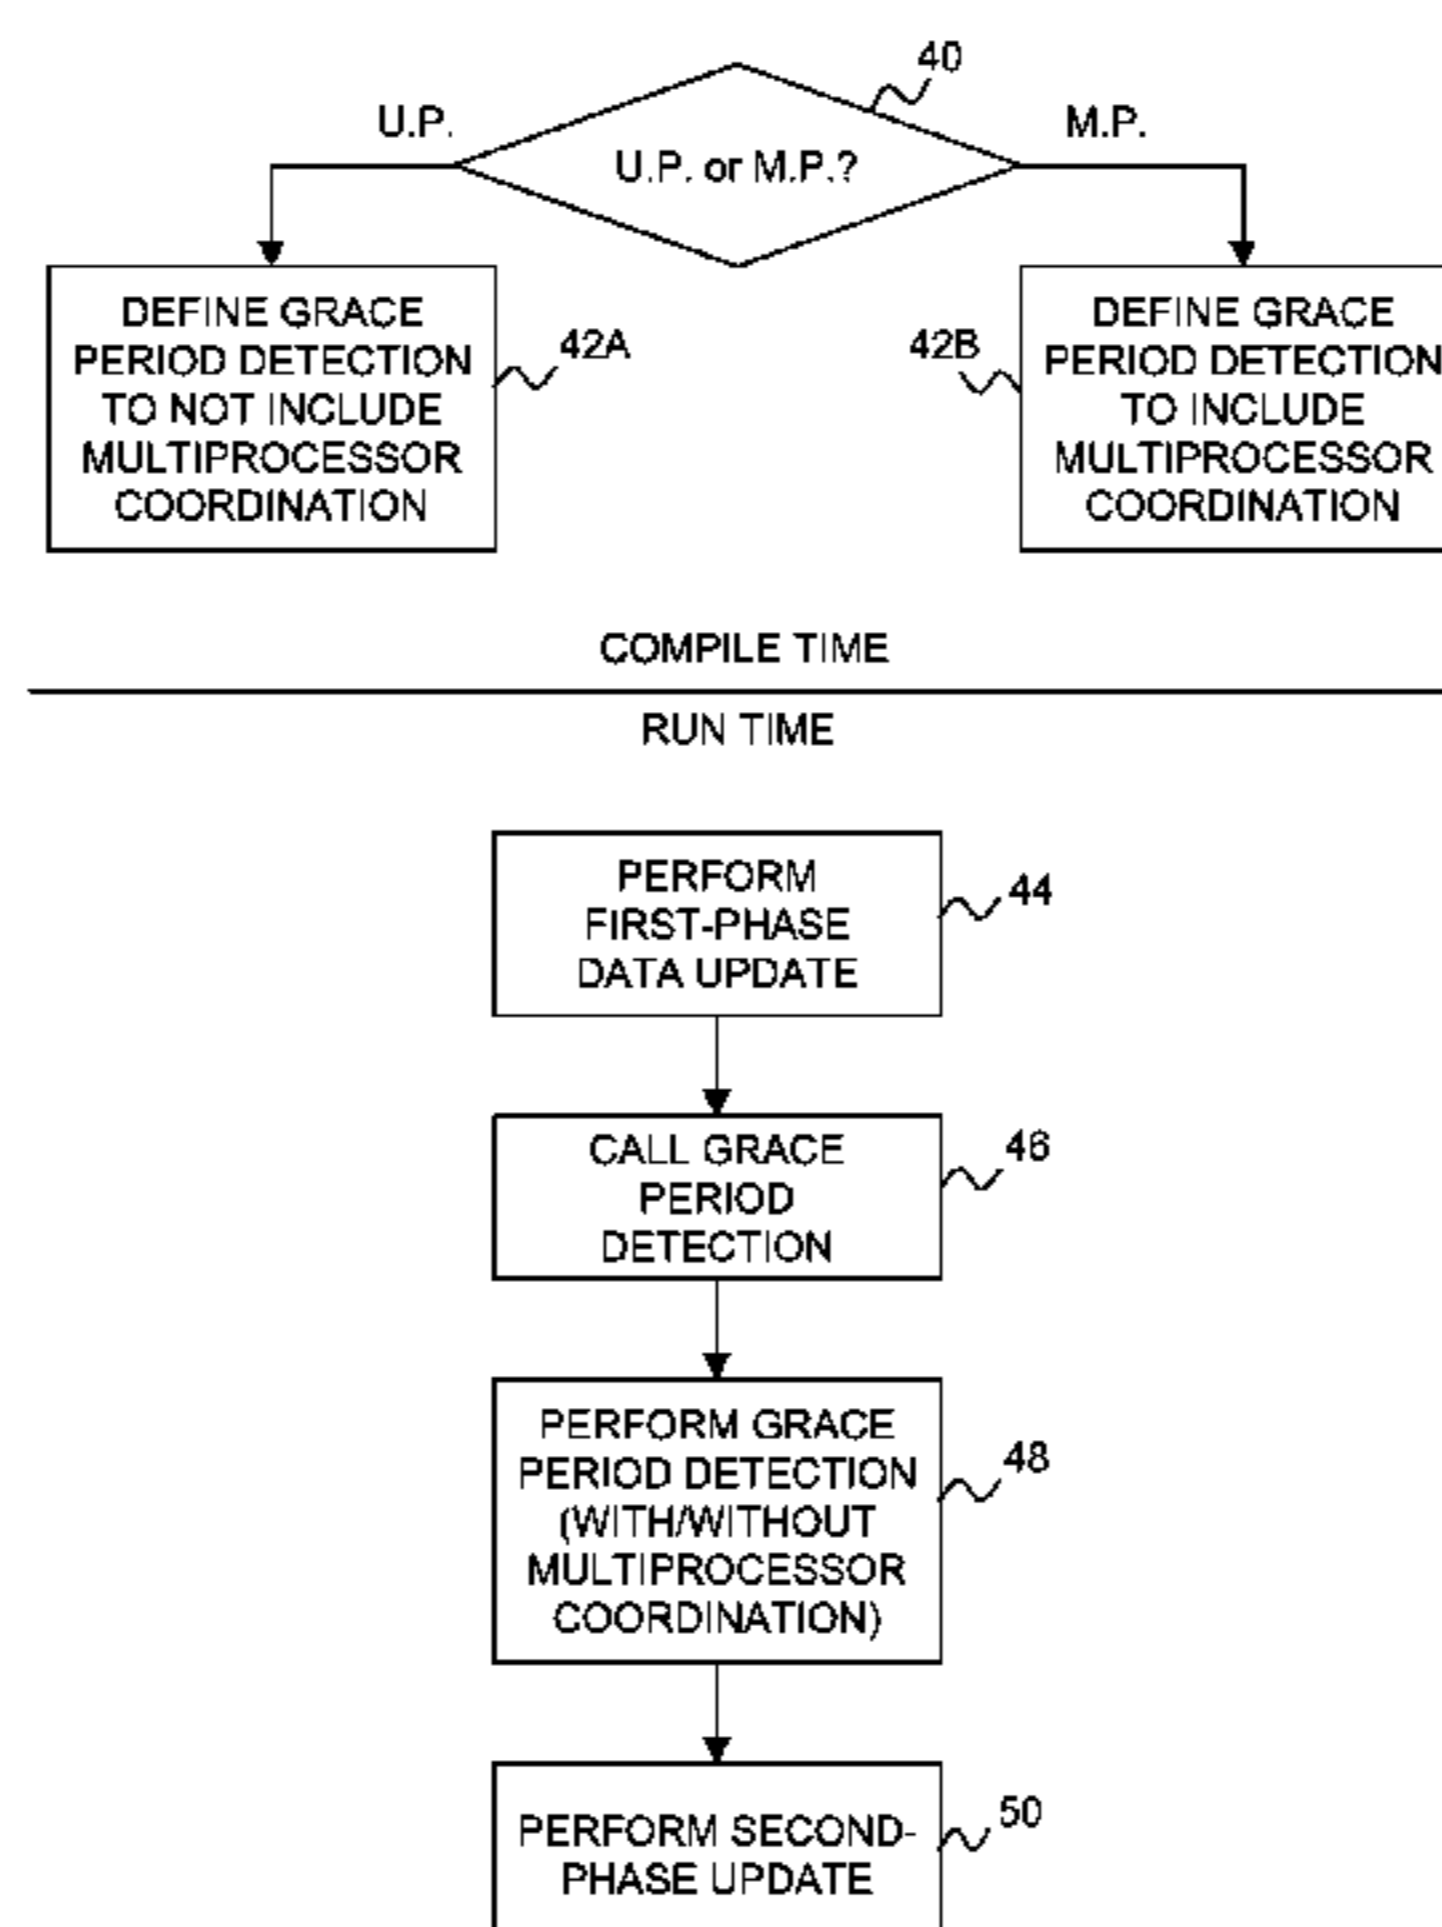 40
U.P.
M.P.
U.P. or M.P.?
DEFINE GRACE
PERIOD DETECTION
TO NOT INCLUDE
MULTIPROCESSOR
COORDINATION
42A
42B
DEFINE GRACE
PERIOD DETECTION
TO INCLUDE
MULTIPROCESSOR
COORDINATION
COMPILE TIME
RUN TIME
PERFORM
FIRST-PHASE
DATA UPDATE
44
CALL GRACE
PERIOD
DETECTION
46
PERFORM GRACE
PERIOD DETECTION
(WITH/WITHOUT
MULTIPROCESSOR
COORDINATION)
48
PERFORM SECOND-
PHASE UPDATE
50